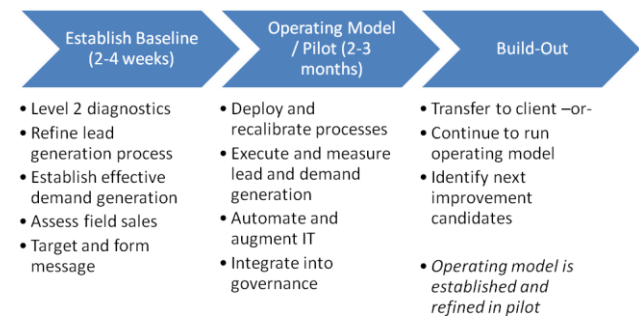 Establish Baseline
(2-4 weeks)
• Level 2 diagnostics
• Refine lead
generation process
• Establish effective
demand generation
• Assess field sales
• Target and form
message
Operating Model
/ Pilot (2-3
months)
• Deploy and
recalibrate processes
• Execute and measure
lead and demand
generation
• Automate and
augment IT
• Integrate into
governance
Build-Out
• Transfer to client –or-
• Continue to run
operating model
• Identify next
improvement
candidates
• Operating model is
established and
refined in pilot